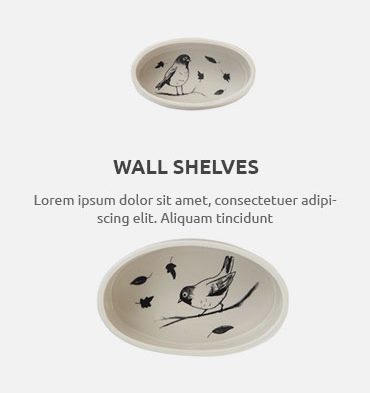 WALL SHELVES
Lorem ipsum dolor sit amet, consectetuer adipi-
scing elit. Aliquam tincidunt